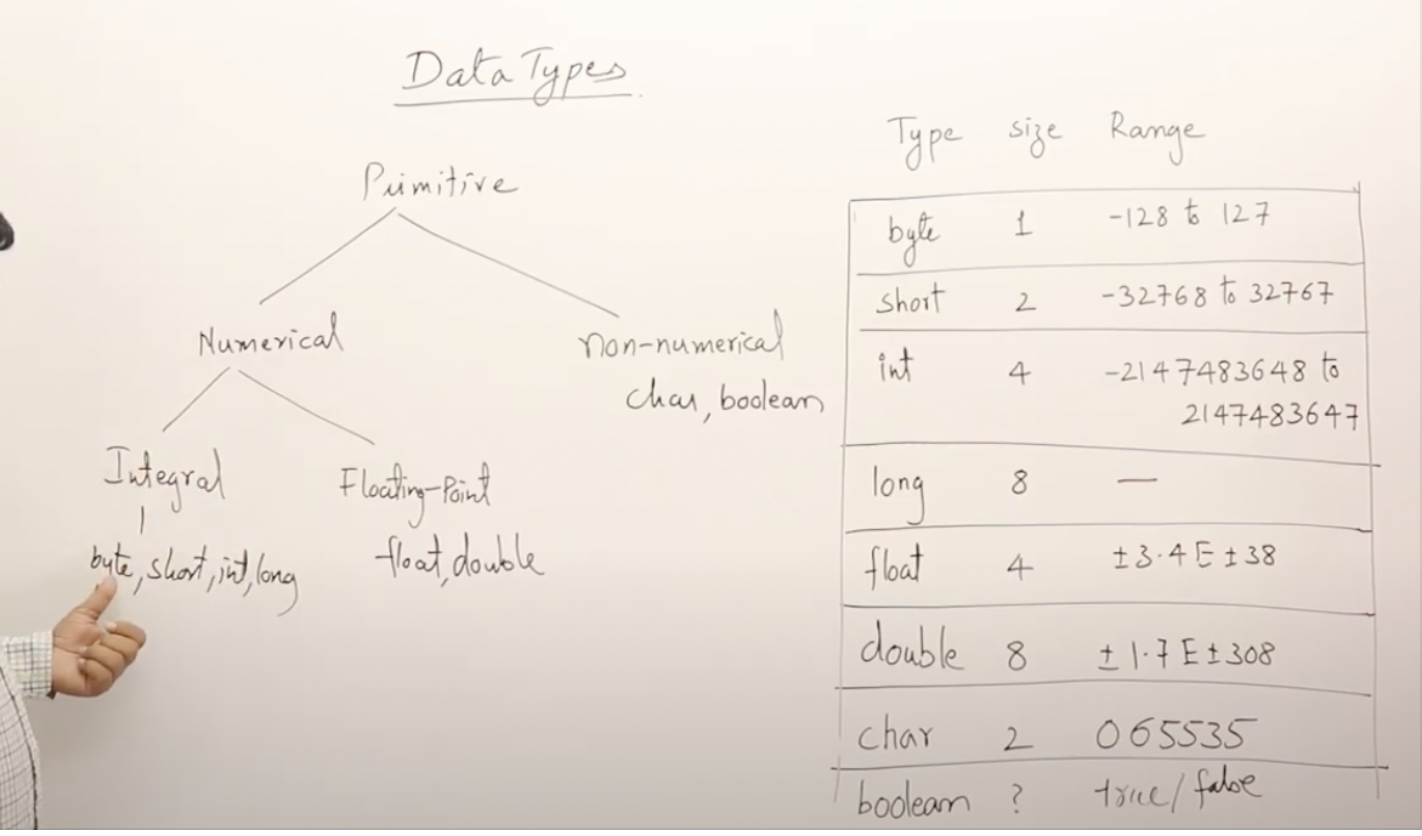 Data Types
Primitive
Numerical
Non-numerical
char, boolean
Integral
Floating-Point
byte, short, int, long
float, double
Type size Range
byte 1 -128 to 127
short 2 -32768 to 32767
int 4 -2147483648 to
2147483647
long 8 —
float 4 ±3.4E±38
double 8 ±1.7E±308
char 2 065535
boolean ? true/false